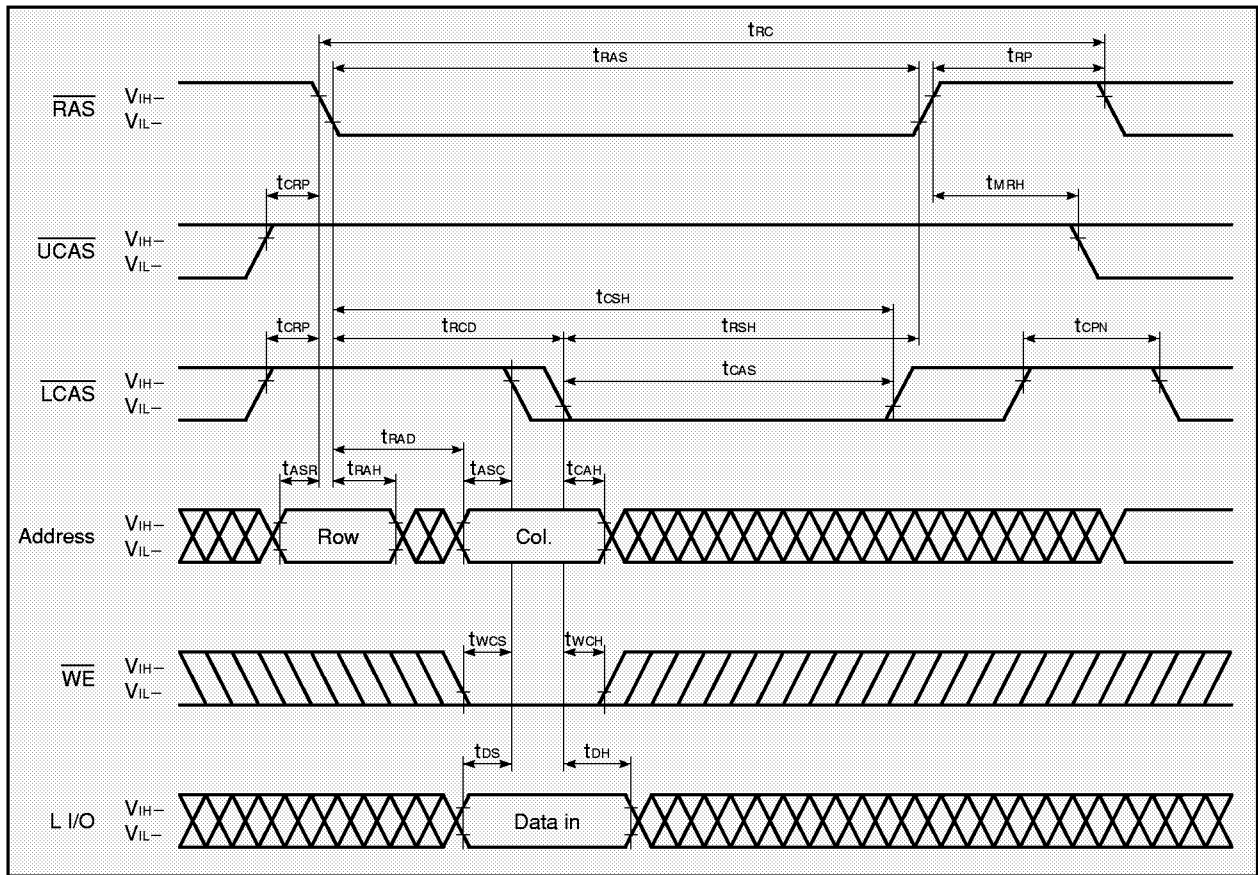 tRC
tRAS
tRP
RAS
VIH–
VIL–
tCRP
tMRH
UCAS
VIH–
VIL–
tCSH
tCRP
tRCD
tRSH
tCPN
LCAS
VIH–
VIL–
tCAS
tRAD
tASR
tRAH
tASC
tCAH
Address
VIH–
VIL–
Row
Col.
tWCS
tWCH
WE
VIH–
VIL–
tDS
tDH
L I/O
VIH–
VIL–
Data in